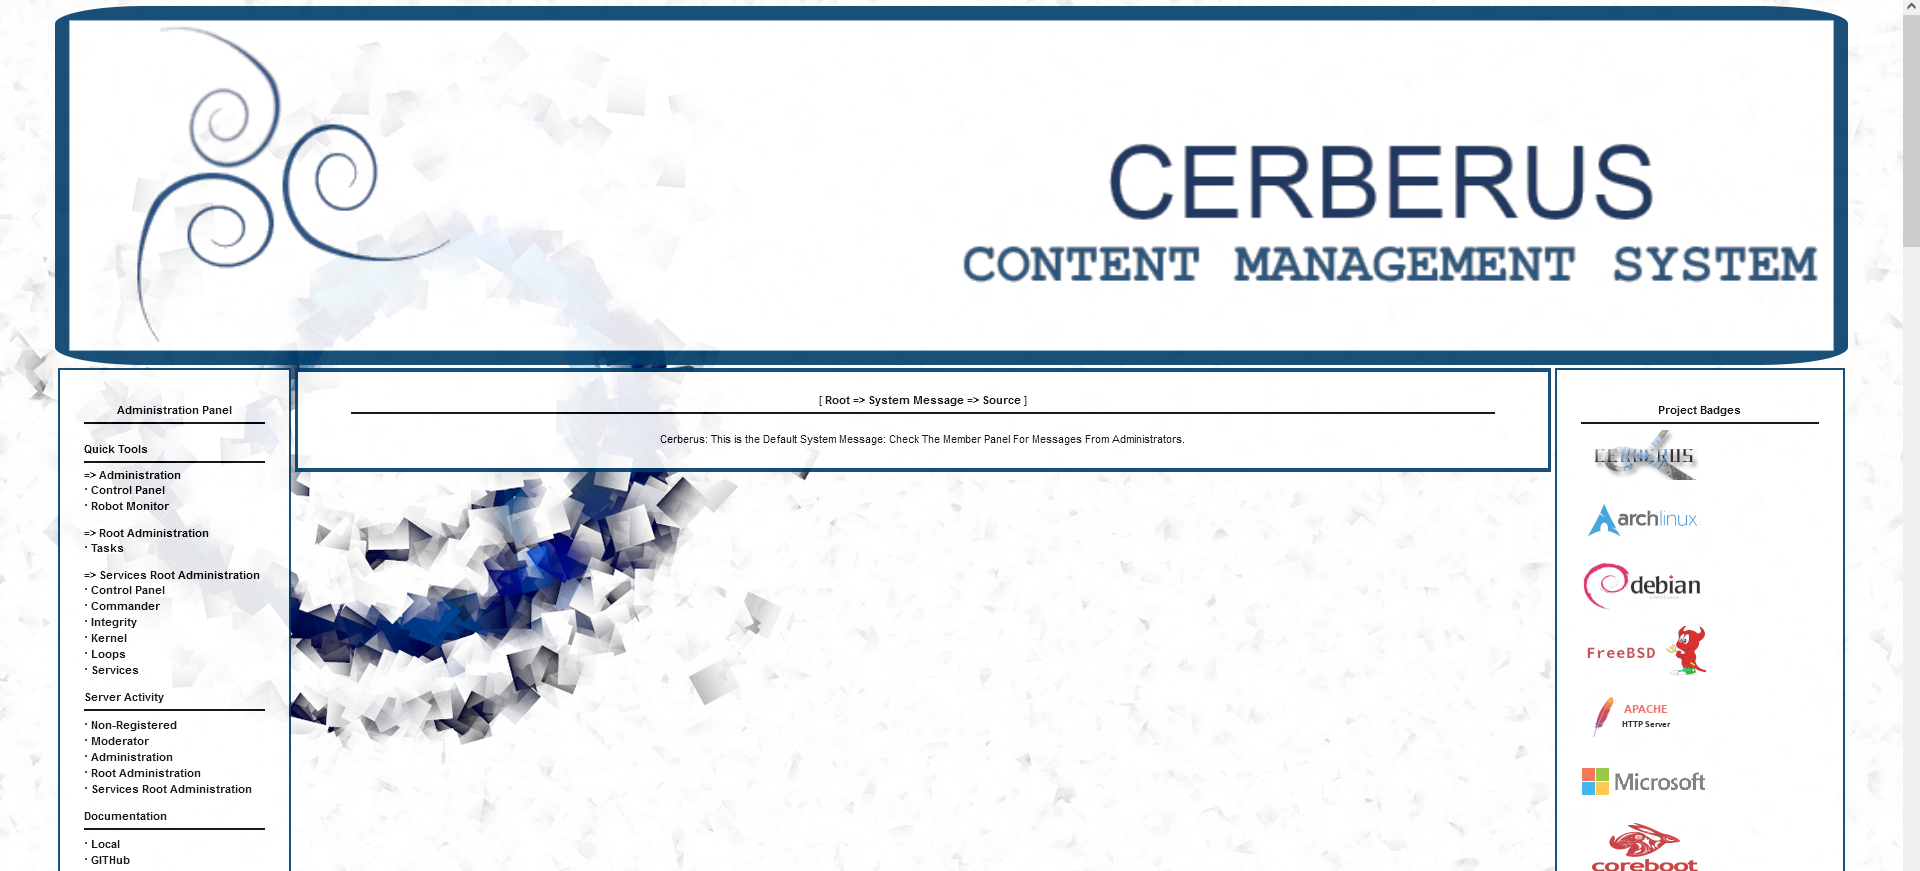 CERBERUS
CONTENT MANAGEMENT SYSTEM
Administration Panel
Quick Tools
=> Administration
· Control Panel
· Robot Monitor
=> Root Administration
· Tasks
=> Services Root Administration
· Control Panel
· Commander
· Integrity
· Kernel
· Loops
· Services
Server Activity
· Non-Registered
· Moderator
· Administration
· Root Administration
· Services Root Administration
Documentation
· Local
· GITHub
[ Root => System Message => Source ]
Cerberus: This is the Default System Message: Check The Member Panel For Messages From Administrators.
Project Badges
CERBERUS
archlinux
debian
FreeBSD
APACHE
HTTP Server
Microsoft
coreboot